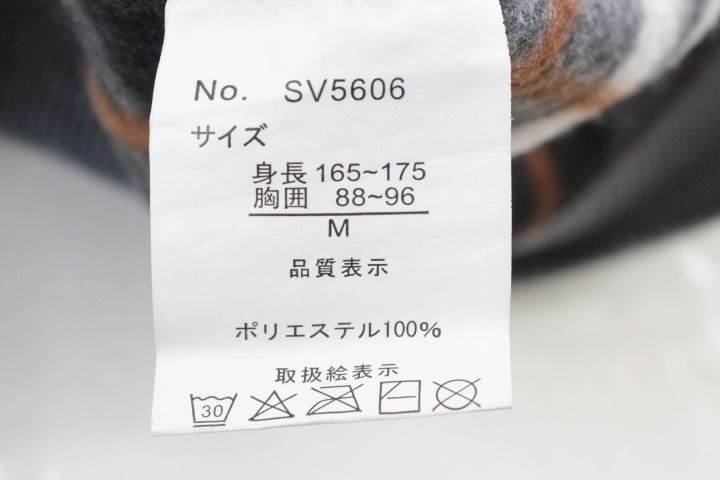 No. SV5606
サイズ
身長 165~175
胸囲 88~96
M
品質表示
ポリエステル100%
取扱絵表示
30